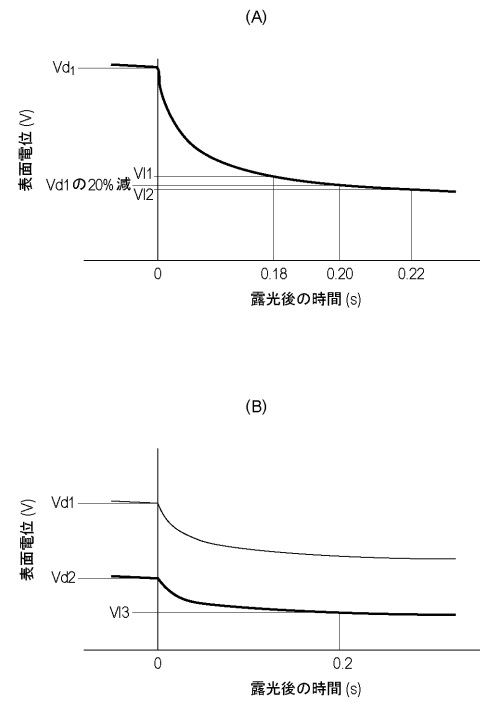 (A)
Vd1
表面電位 (V)
Vl1
Vd1の20%減
Vl2
0
0.18
0.20
0.22
露光後の時間 (s)
(B)
Vd1
表面電位 (V)
Vd2
Vl3
0
0.2
露光後の時間 (s)